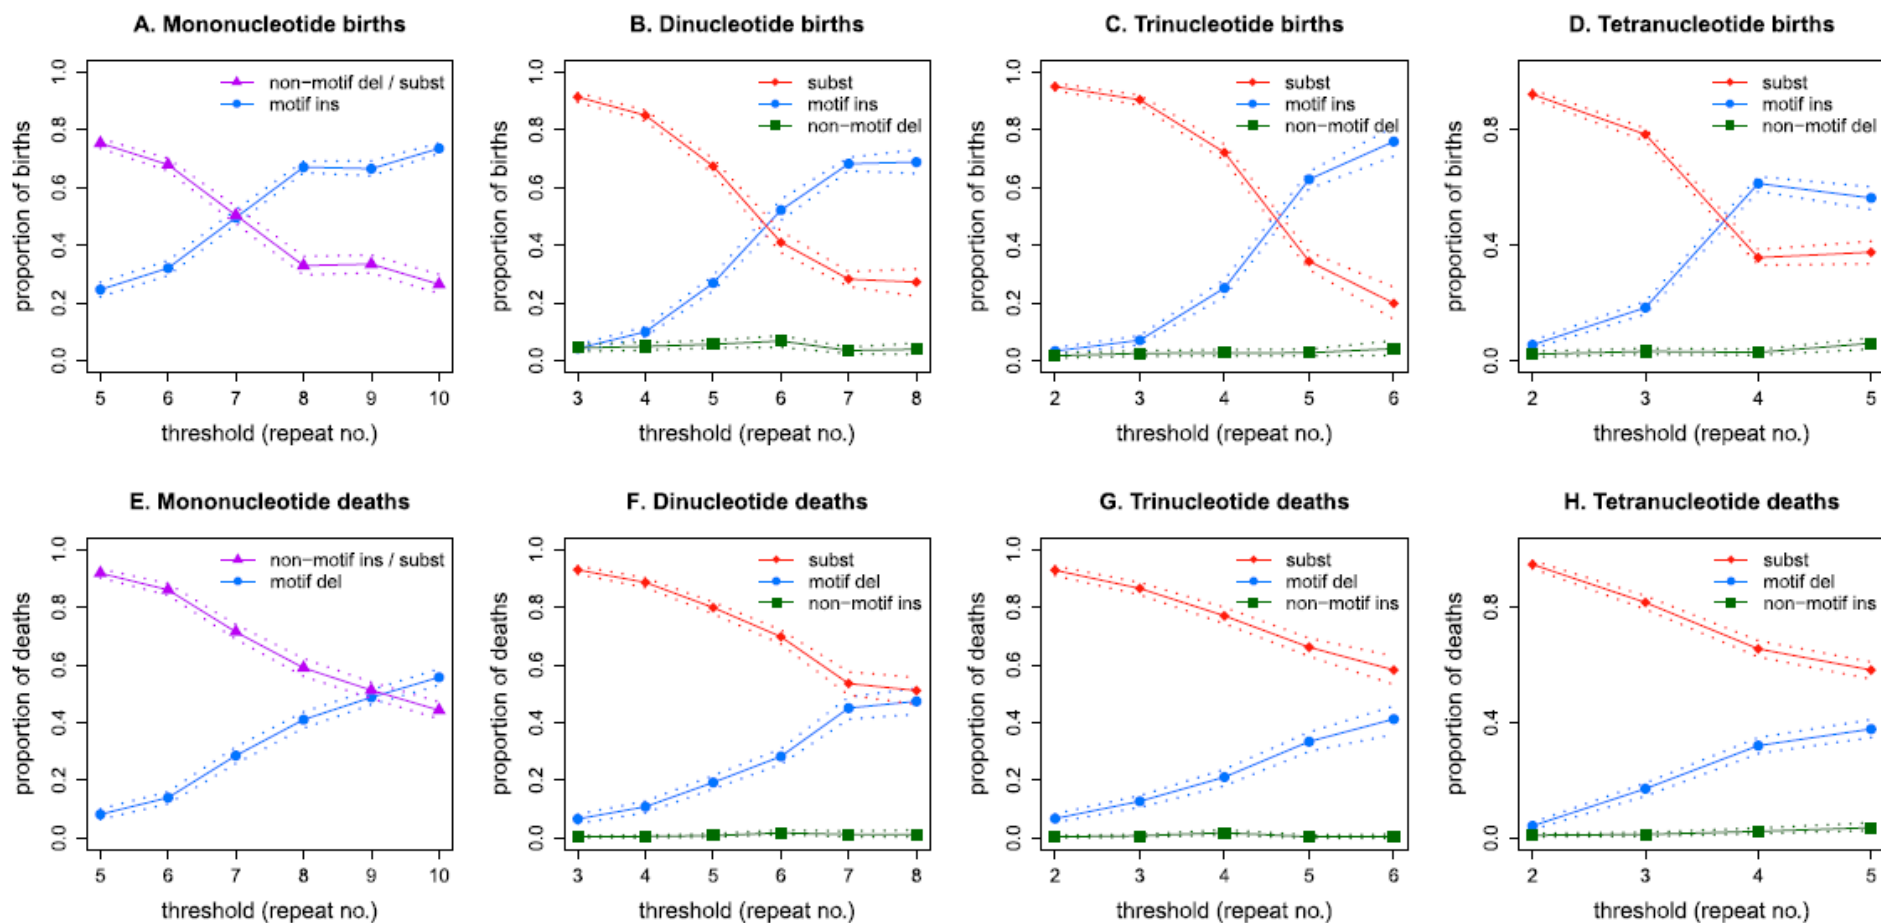 A. Mononucleotide births
non-motif del / subst
motif ins
proportion of births
0.0 0.2 0.4 0.6 0.8 1.0
5 6 7 8 9 10
threshold (repeat no.)
B. Dinucleotide births
subst
motif ins
non-motif del
proportion of births
0.0 0.2 0.4 0.6 0.8 1.0
3 4 5 6 7 8
threshold (repeat no.)
C. Trinucleotide births
subst
motif ins
non-motif del
proportion of births
0.0 0.2 0.4 0.6 0.8 1.0
2 3 4 5 6
threshold (repeat no.)
D. Tetranucleotide births
subst
motif ins
non-motif del
proportion of births
0.0 0.4 0.8
2 3 4 5
threshold (repeat no.)
E. Mononucleotide deaths
non-motif ins / subst
motif del
proportion of deaths
0.0 0.2 0.4 0.6 0.8 1.0
5 6 7 8 9 10
threshold (repeat no.)
F. Dinucleotide deaths
subst
motif del
non-motif ins
proportion of deaths
0.0 0.2 0.4 0.6 0.8 1.0
3 4 5 6 7 8
threshold (repeat no.)
G. Trinucleotide deaths
subst
motif del
non-motif ins
proportion of deaths
0.0 0.2 0.4 0.6 0.8 1.0
2 3 4 5 6
threshold (repeat no.)
H. Tetranucleotide deaths
subst
motif del
non-motif ins
proportion of deaths
0.0 0.4 0.8
2 3 4 5
threshold (repeat no.)